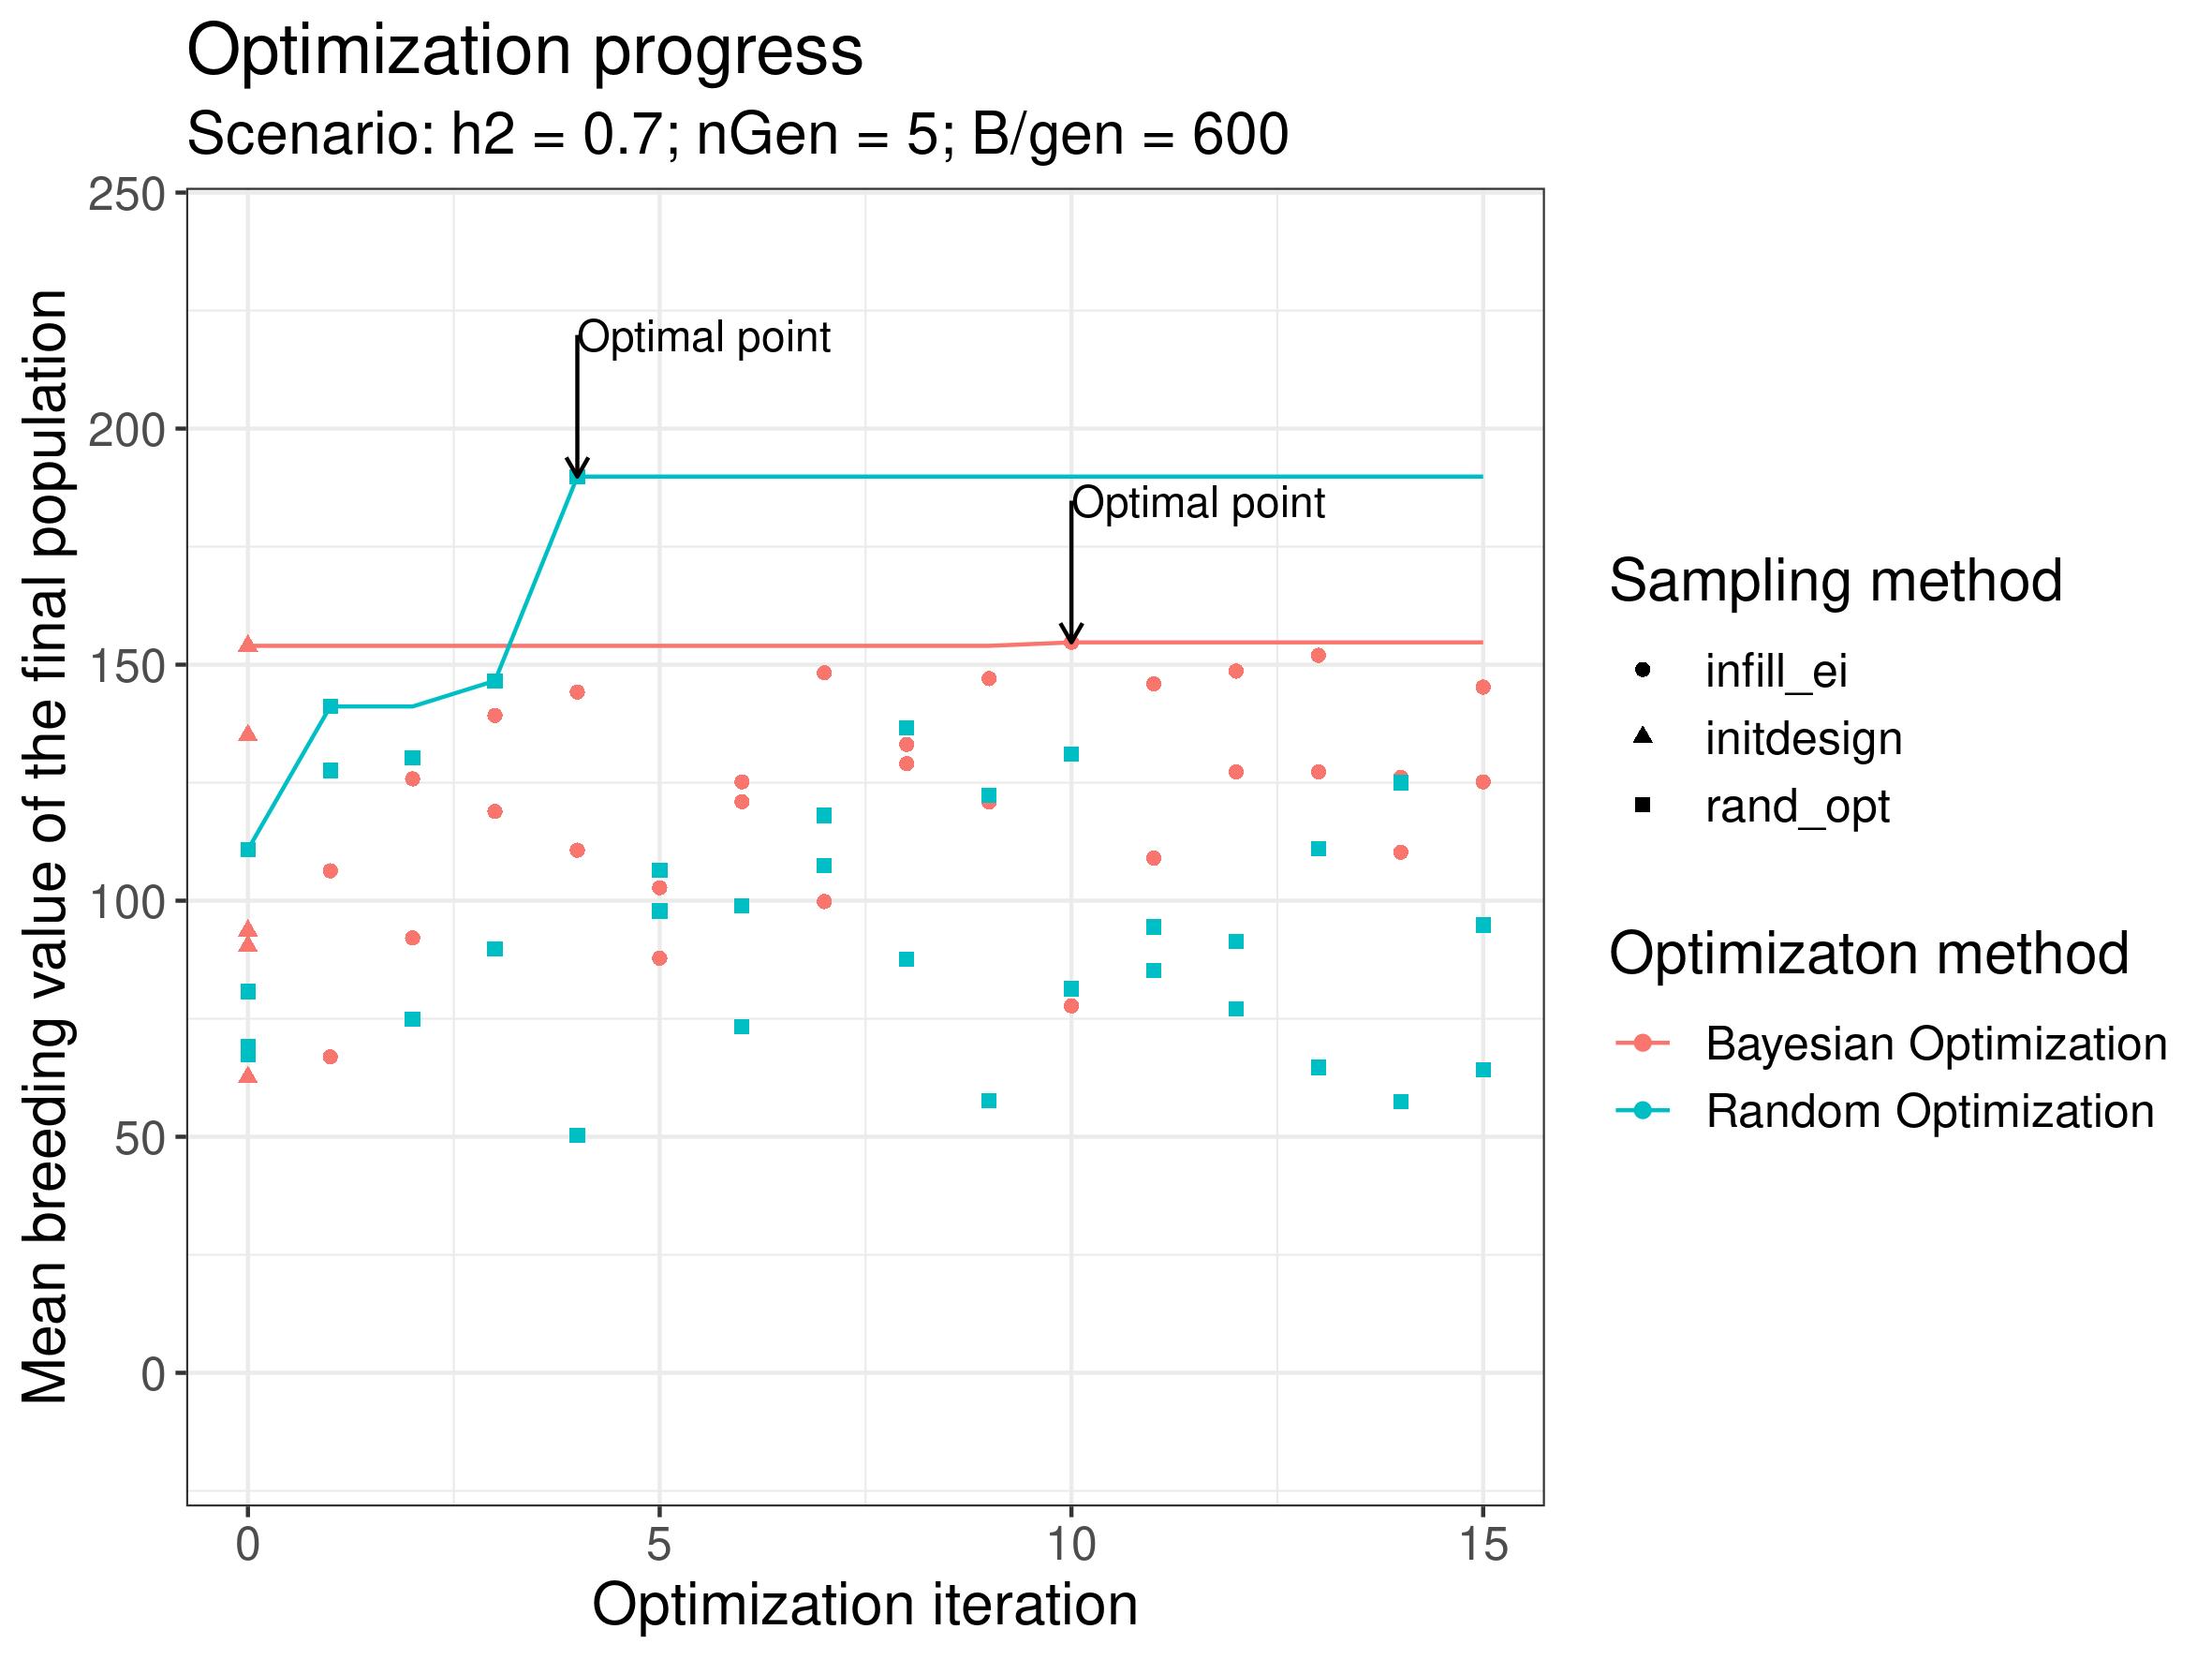 Optimization progress
Scenario: h2 = 0.7; nGen = 5; B/gen = 600
Mean breeding value of the final population
250
200
150
100
50
0
Optimal point
Optimal point
0
5
10
15
Optimization iteration
Sampling method
infill_ei
initdesign
rand_opt
Optimizaton method
Bayesian Optimization
Random Optimization